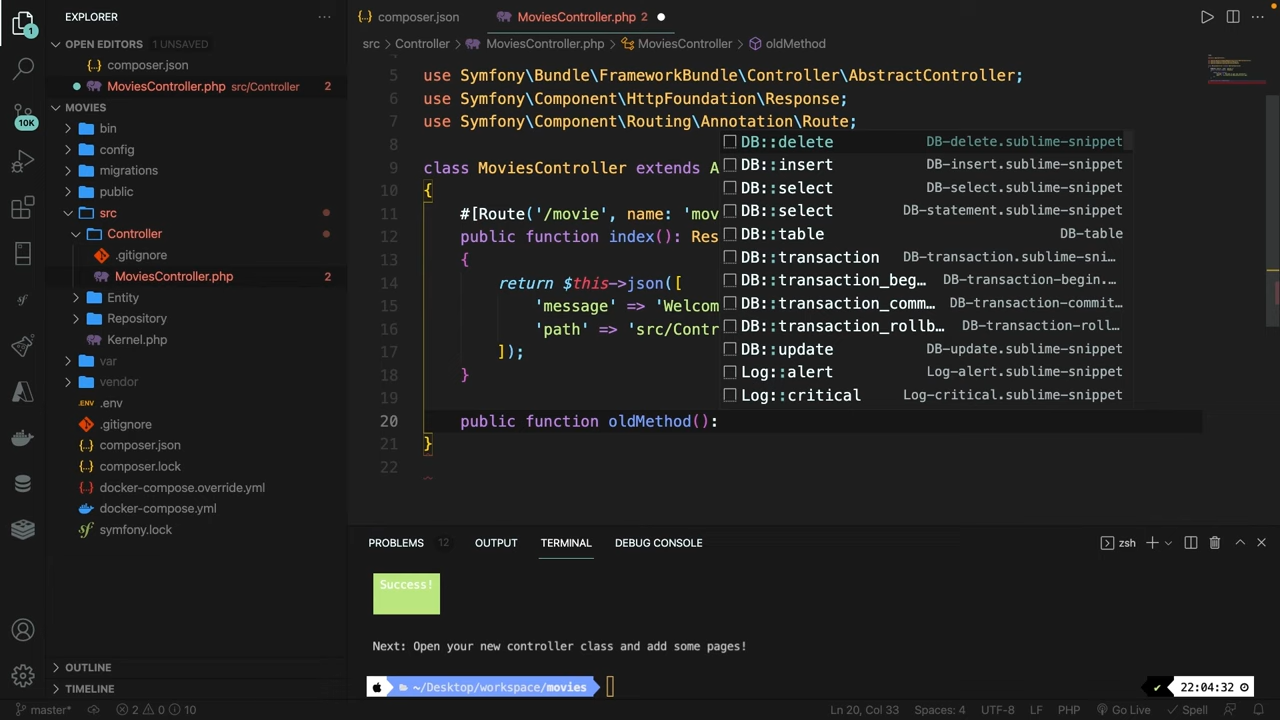 EXPLORER
OPEN EDITORS 1 UNSAVED
composer.json
MoviesController.php src/Controller 2
MOVIES
bin
config
migrations
public
src
Controller
.gitignore
MoviesController.php 2
Entity
Repository
Kernel.php
var
vendor
.env
.gitignore
composer.json
composer.lock
docker-compose.override.yml
docker-compose.yml
symfony.lock
OUTLINE
TIMELINE
1
10K
composer.json MoviesController.php 2
src > Controller > MoviesController.php > MoviesController > oldMethod
5 use Symfony\Bundle\FrameworkBundle\Controller\AbstractController;
6 use Symfony\Component\HttpFoundation\Response;
7 use Symfony\Component\Routing\Annotation\Route;
8
9 class MoviesController extends A
10 {
11 #[Route('/movie', name: 'mov
12 public function index(): Res
13 {
14 return $this->json([
15 'message' => 'Welcom
16 'path' => 'src/Contr
17 ]);
18 }
19
20 public function oldMethod():
21 }
22
DB::delete DB-delete.sublime-snippet
DB::insert DB-insert.sublime-snippet
DB::select DB-select.sublime-snippet
DB::select DB-statement.sublime-snippet
DB::table DB-table
DB::transaction DB-transaction.sublime-sni…
DB::transaction_beg… DB-transaction-begin.…
DB::transaction_comm… DB-transaction-commit…
DB::transaction_rollb… DB-transaction-roll…
DB::update DB-update.sublime-snippet
Log::alert Log-alert.sublime-snippet
Log::critical Log-critical.sublime-snippet
PROBLEMS 12 OUTPUT TERMINAL DEBUG CONSOLE zsh
Success!
Next: Open your new controller class and add some pages!
~/Desktop/workspace/movies 22:04:32
master* 2 0 10 Ln 20, Col 33 Spaces: 4 UTF-8 LF PHP Go Live Spell